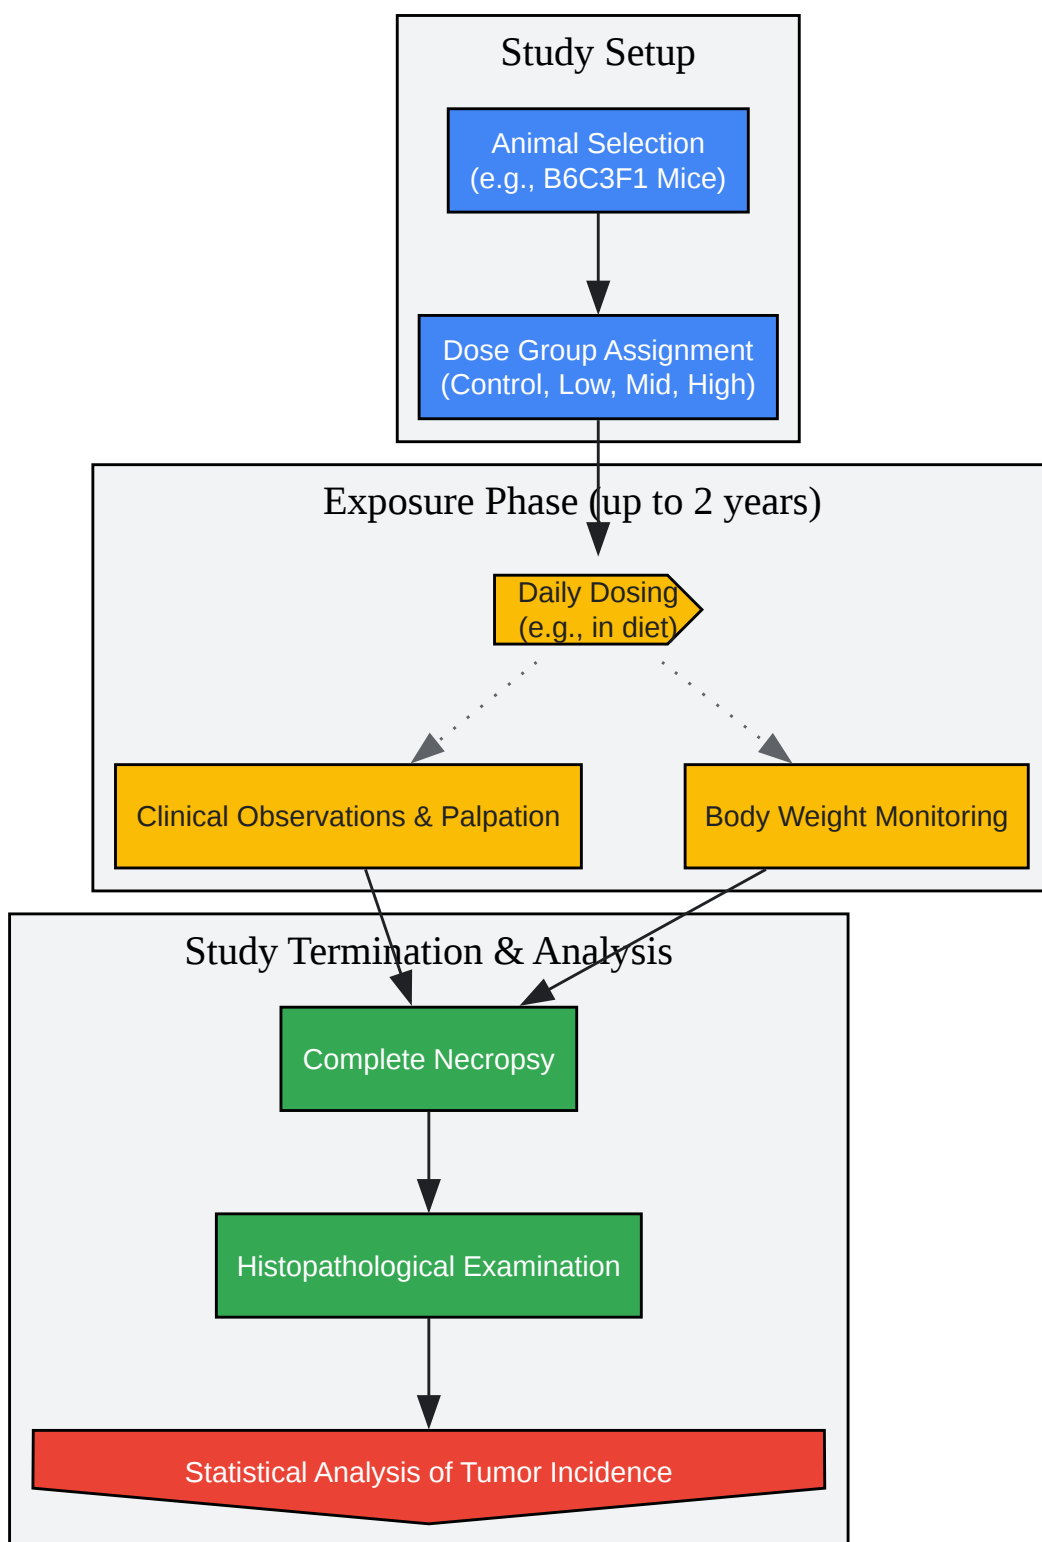 Study Setup
Animal Selection
(e.g., B6C3F1 Mice)
Dose Group Assignment
(Control, Low, Mid, High)
Exposure Phase (up to 2 years)
Daily Dosing
(e.g., in diet)
Clinical Observations & Palpation
Body Weight Monitoring
Study Termination & Analysis
Complete Necropsy
Histopathological Examination
Statistical Analysis of Tumor Incidence